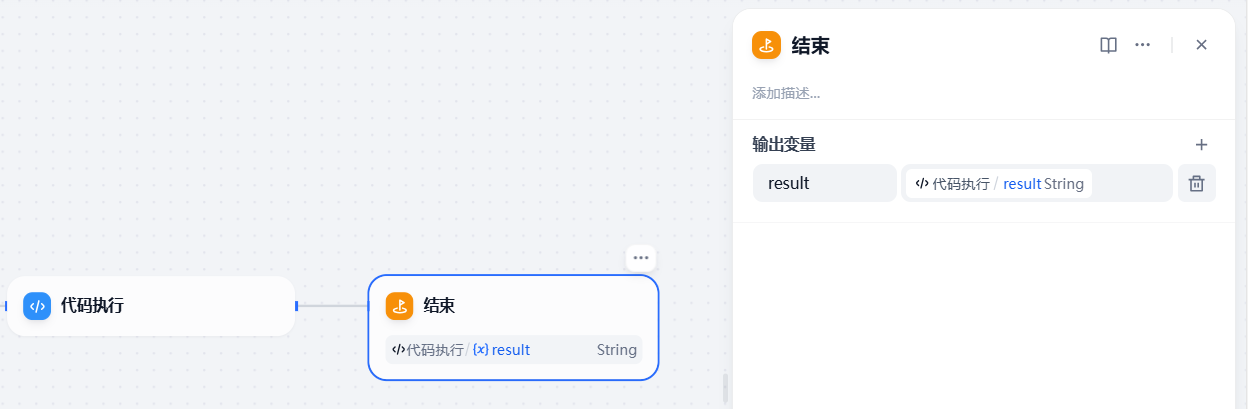 代码执行
结束
代码执行/{x} result String
结束
添加描述...
输出变量
result 代码执行 / result String